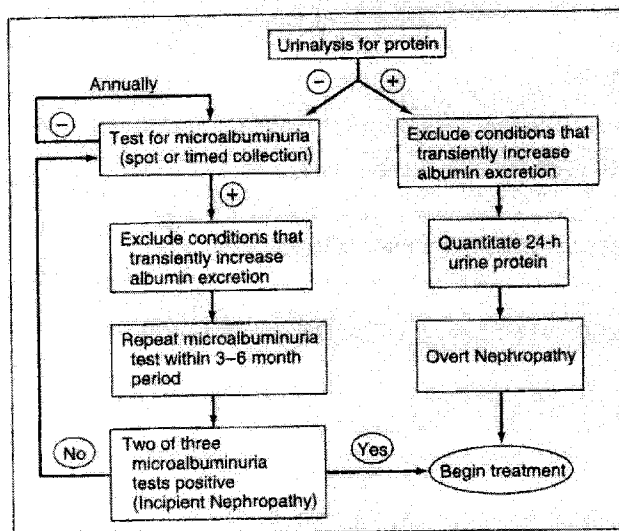 Urinalysis for protein
Annually
−
+
−
Test for microalbuminuria
(spot or timed collection)
Exclude conditions that
transiently increase
albumin excretion
+
Exclude conditions that
transiently increase
albumin excretion
Quantitate 24-h
urine protein
Repeat microalbuminuria
test within 3–6 month
period
Overt Nephropathy
No
Two of three
microalbuminuria
tests positive
(Incipient Nephropathy)
Yes
Begin treatment